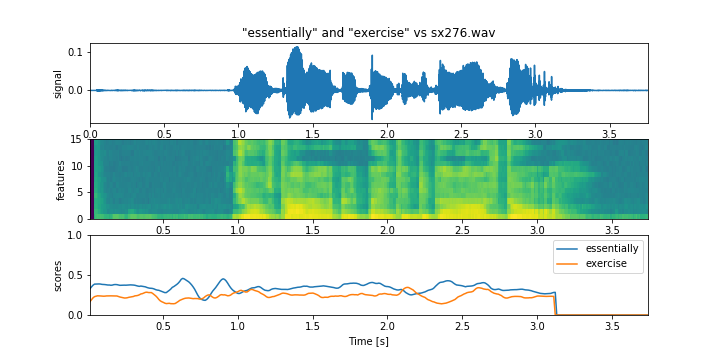 "essentially" and "exercise" vs sx276.wav
signal
0.1
0.0
0.0 0.5 1.0 1.5 2.0 2.5 3.0 3.5
features
15
10
5
0
0.5 1.0 1.5 2.0 2.5 3.0 3.5
scores
1.0
0.5
0.0
essentially
exercise
0.5 1.0 1.5 2.0 2.5 3.0 3.5
Time [s]